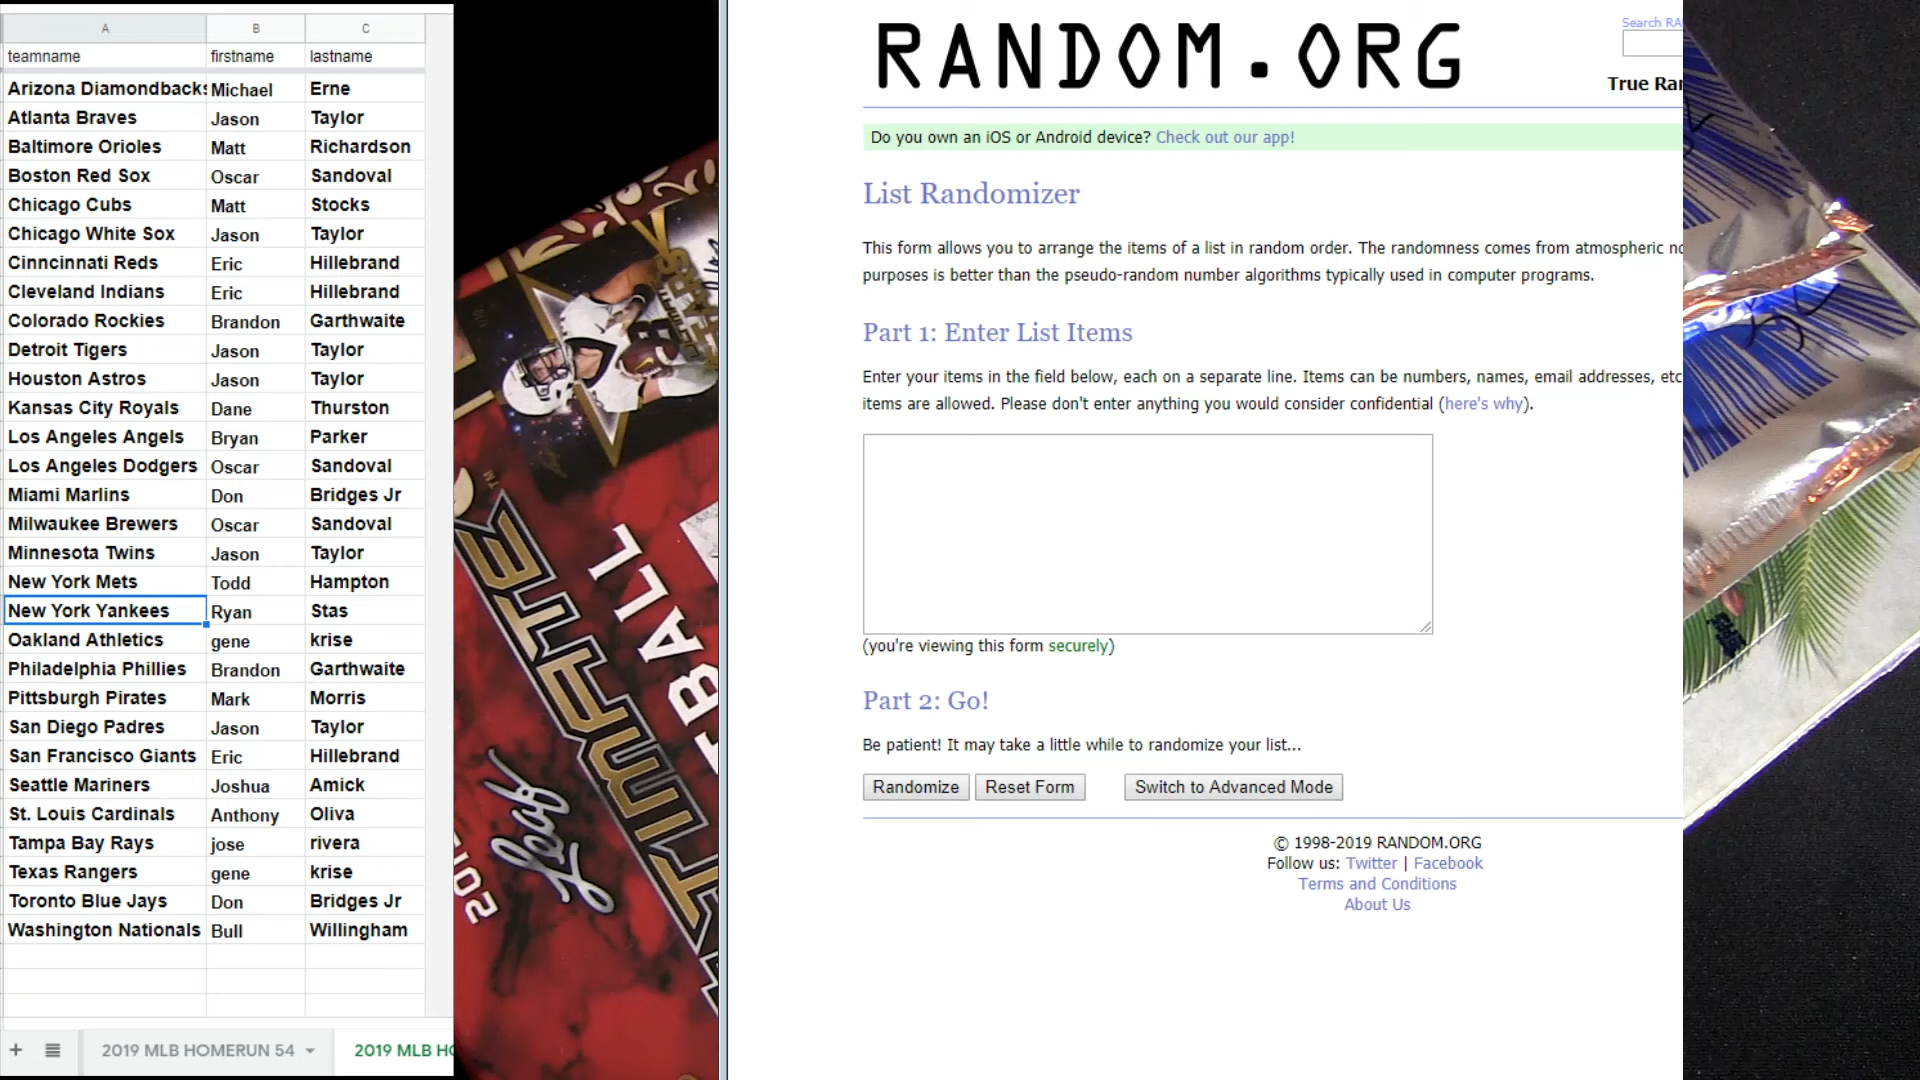 A B C
teamname firstname lastname
Arizona Diamondbacks Michael Erne
Atlanta Braves Jason Taylor
Baltimore Orioles Matt Richardson
Boston Red Sox Oscar Sandoval
Chicago Cubs Matt Stocks
Chicago White Sox Jason Taylor
Cinncinnati Reds Eric Hillebrand
Cleveland Indians Eric Hillebrand
Colorado Rockies Brandon Garthwaite
Detroit Tigers Jason Taylor
Houston Astros Jason Taylor
Kansas City Royals Dane Thurston
Los Angeles Angels Bryan Parker
Los Angeles Dodgers Oscar Sandoval
Miami Marlins Don Bridges Jr
Milwaukee Brewers Oscar Sandoval
Minnesota Twins Jason Taylor
New York Mets Todd Hampton
New York Yankees Ryan Stas
Oakland Athletics gene krise
Philadelphia Phillies Brandon Garthwaite
Pittsburgh Pirates Mark Morris
San Diego Padres Jason Taylor
San Francisco Giants Eric Hillebrand
Seattle Mariners Joshua Amick
St. Louis Cardinals Anthony Oliva
Tampa Bay Rays jose rivera
Texas Rangers gene krise
Toronto Blue Jays Don Bridges Jr
Washington Nationals Bull Willingham
2019 MLB HOMERUN 54 2019 MLB HO
Leaf
ULTIMATE
TBALL
TM
RANDOM.ORG
Search RA
True Ran
Do you own an iOS or Android device? Check out our app!
List Randomizer
This form allows you to arrange the items of a list in random order. The randomness comes from atmospheric no
purposes is better than the pseudo-random number algorithms typically used in computer programs.
Part 1: Enter List Items
Enter your items in the field below, each on a separate line. Items can be numbers, names, email addresses, etc
items are allowed. Please don't enter anything you would consider confidential (here's why).
(you're viewing this form securely)
Part 2: Go!
Be patient! It may take a little while to randomize your list...
Randomize Reset Form Switch to Advanced Mode
© 1998-2019 RANDOM.ORG
Follow us: Twitter | Facebook
Terms and Conditions
About Us